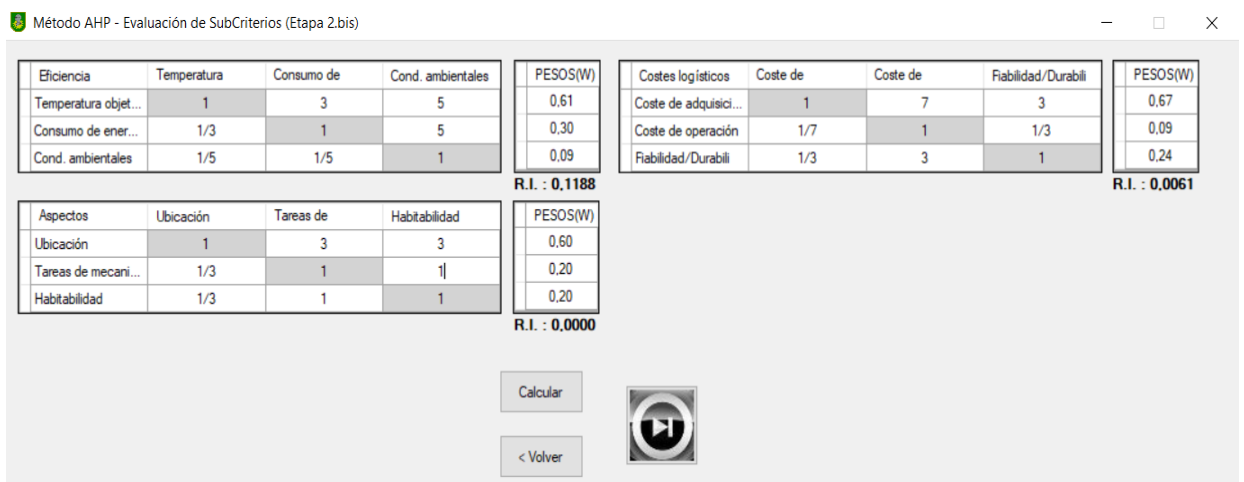 Método AHP - Evaluación de SubCriterios (Etapa 2.bis)
Eficiencia Temperatura Consumo de Cond. ambientales PESOS(W)
Temperatura objet... 1 3 5 0,61
Consumo de ener... 1/3 1 5 0,30
Cond. ambientales 1/5 1/5 1 0,09
R.I. : 0,1188
Costes logísticos Coste de Coste de Fiabilidad/Durabili PESOS(W)
Coste de adquisici... 1 7 3 0,67
Coste de operación 1/7 1 1/3 0,09
Fiabilidad/Durabili 1/3 3 1 0,24
R.I. : 0,0061
Aspectos Ubicación Tareas de Habitabilidad PESOS(W)
Ubicación 1 3 3 0,60
Tareas de mecani... 1/3 1 1 0,20
Habitabilidad 1/3 1 1 0,20
R.I. : 0,0000
Calcular
< Volver